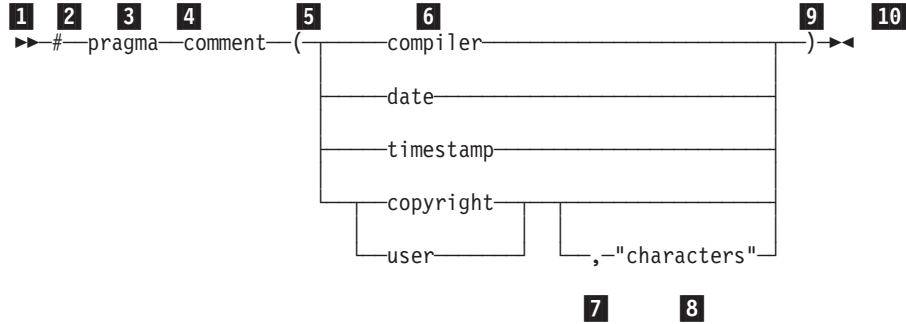 1 2 3 4 5 6 9 10
# pragma comment ( compiler )
date
timestamp
copyright
user , "characters"
7 8